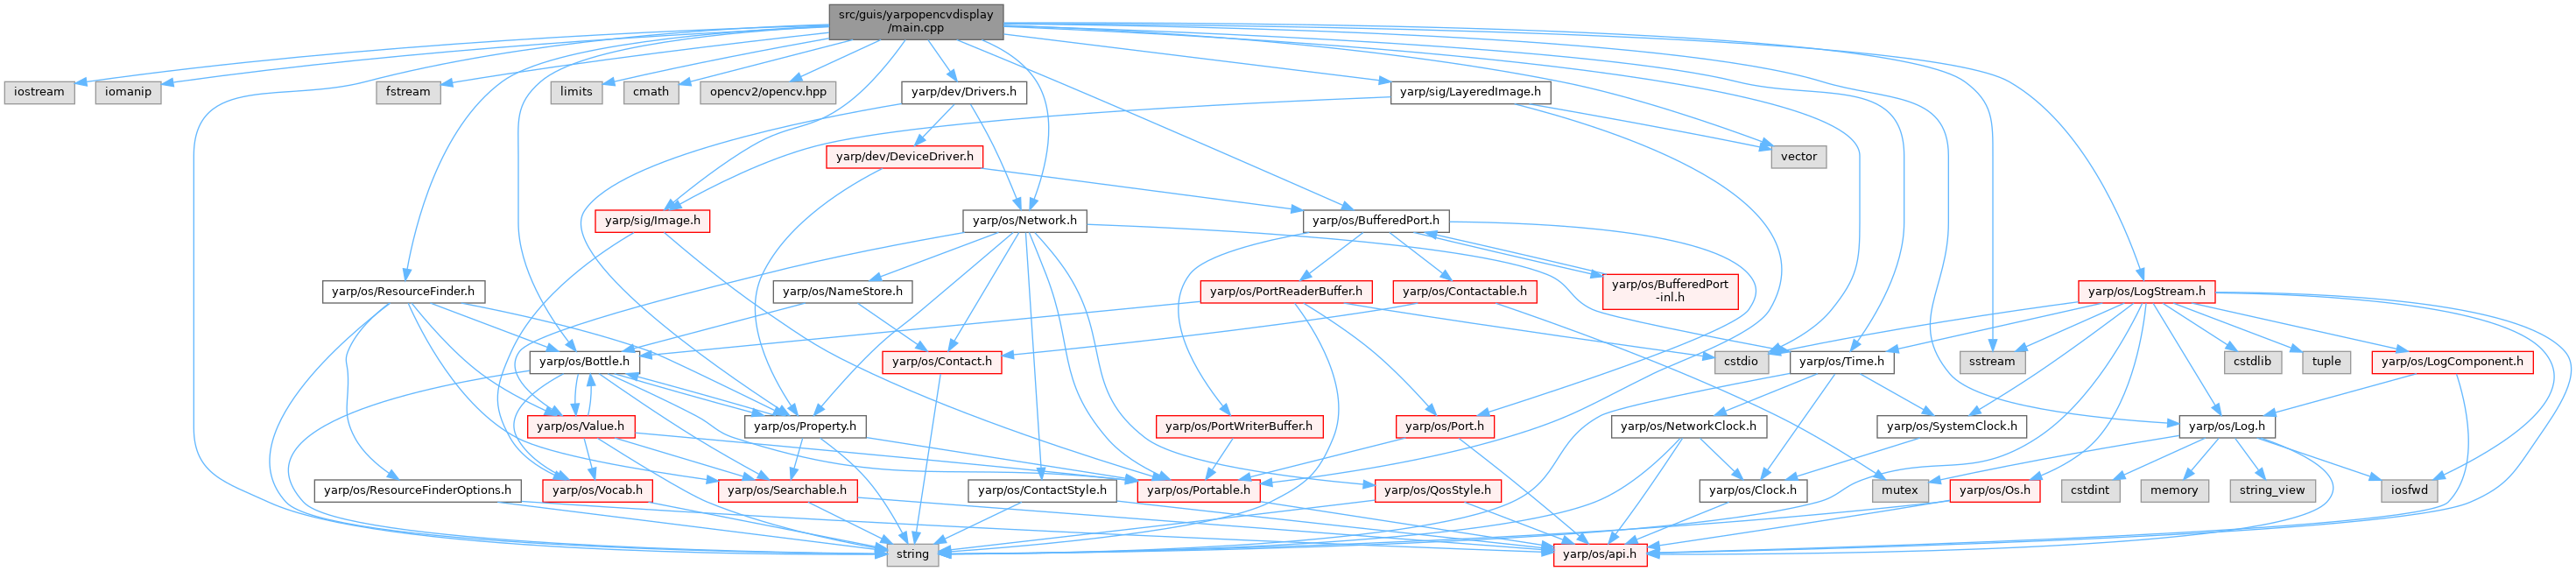 src/guis/yarpopencvdisplay
/main.cpp
iostream
iomanip
fstream
limits
cmath
opencv2/opencv.hpp
yarp/dev/Drivers.h
yarp/sig/LayeredImage.h
yarp/dev/DeviceDriver.h
vector
yarp/sig/Image.h
yarp/os/Network.h
yarp/os/BufferedPort.h
yarp/os/ResourceFinder.h
yarp/os/NameStore.h
yarp/os/PortReaderBuffer.h
yarp/os/Contactable.h
yarp/os/BufferedPort
-inl.h
yarp/os/LogStream.h
yarp/os/Bottle.h
yarp/os/Contact.h
cstdio
yarp/os/Time.h
sstream
cstdlib
tuple
yarp/os/LogComponent.h
yarp/os/Value.h
yarp/os/Property.h
yarp/os/PortWriterBuffer.h
yarp/os/Port.h
yarp/os/NetworkClock.h
yarp/os/SystemClock.h
yarp/os/Log.h
yarp/os/ResourceFinderOptions.h
yarp/os/Vocab.h
yarp/os/Searchable.h
yarp/os/ContactStyle.h
yarp/os/Portable.h
yarp/os/QosStyle.h
yarp/os/Clock.h
mutex
yarp/os/Os.h
cstdint
memory
string_view
iosfwd
string
yarp/os/api.h